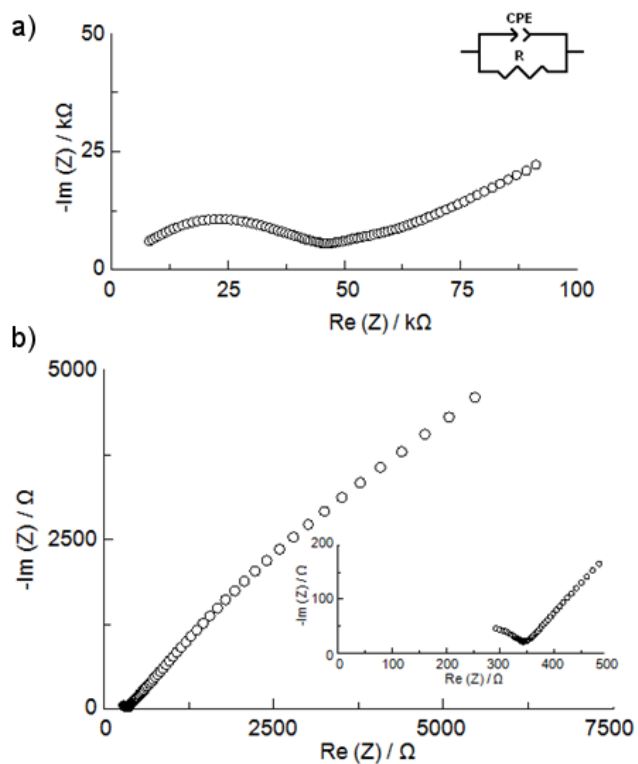 a)
CPE
R
50
25
0
-Im (Z) / kΩ
0 25 50 75 100
Re (Z) / kΩ
b)
5000
2500
0
-Im (Z) / Ω
0 2500 5000 7500
Re (Z) / Ω
200
100
0
-Im (Z) / Ω
0 100 200 300 400 500
Re (Z) / Ω